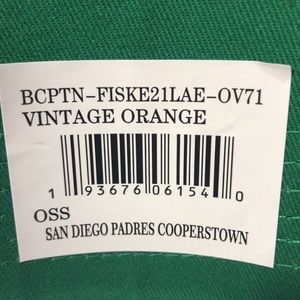 BCPTN-FISKE21LAE-OV71
VINTAGE ORANGE
1 93676 06154 0
OSS
SAN DIEGO PADRES COOPERSTOWN